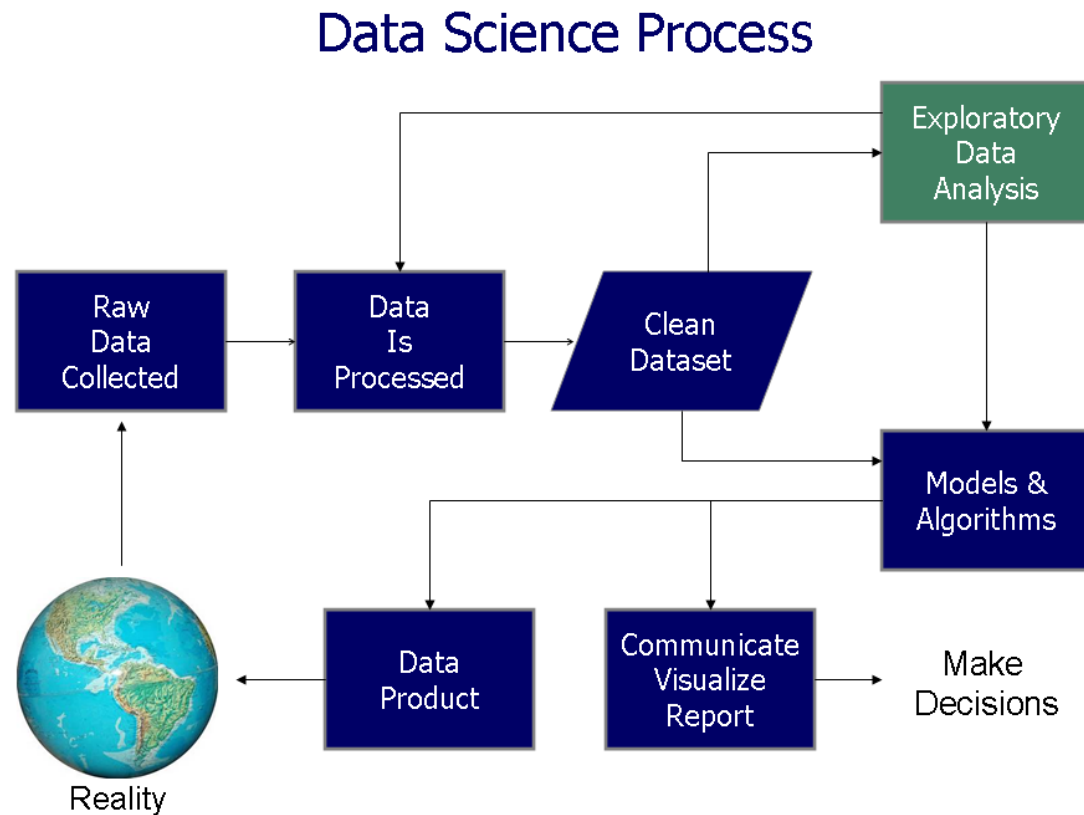 Data Science Process
Exploratory
Data
Analysis
Raw
Data
Collected
Data
Is
Processed
Clean
Dataset
Models &
Algorithms
Data
Product
Communicate
Visualize
Report
Make
Decisions
Reality